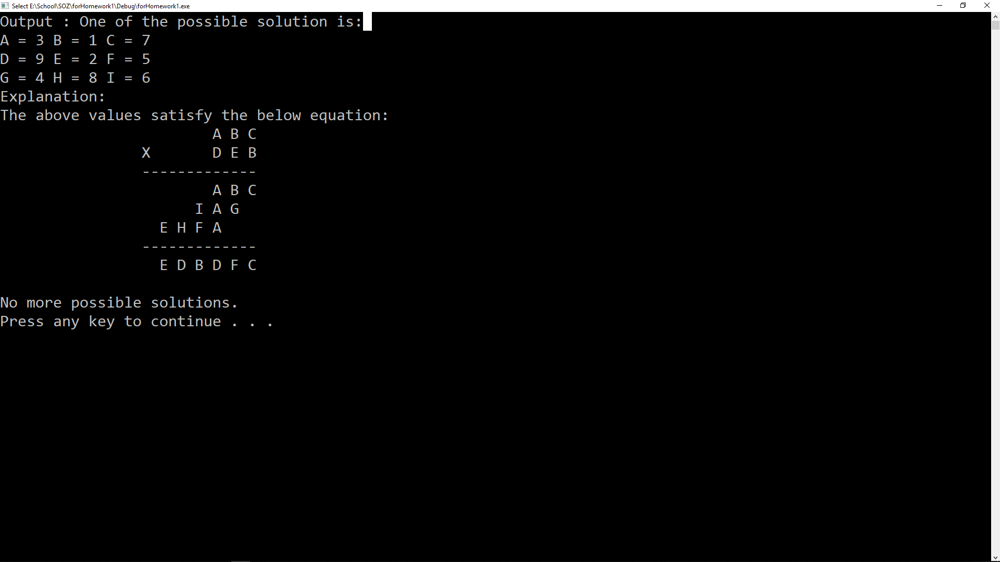 Select E:\School\SOZ\forHomework1\Debug\forHomework1.exe
Output : One of the possible solution is:
A = 3 B = 1 C = 7
D = 9 E = 2 F = 5
G = 4 H = 8 I = 6
Explanation:
The above values satisfy the below equation:
A B C
X D E B
-------------
A B C
I A G
E H F A
-------------
E D B D F C
No more possible solutions.
Press any key to continue . . .